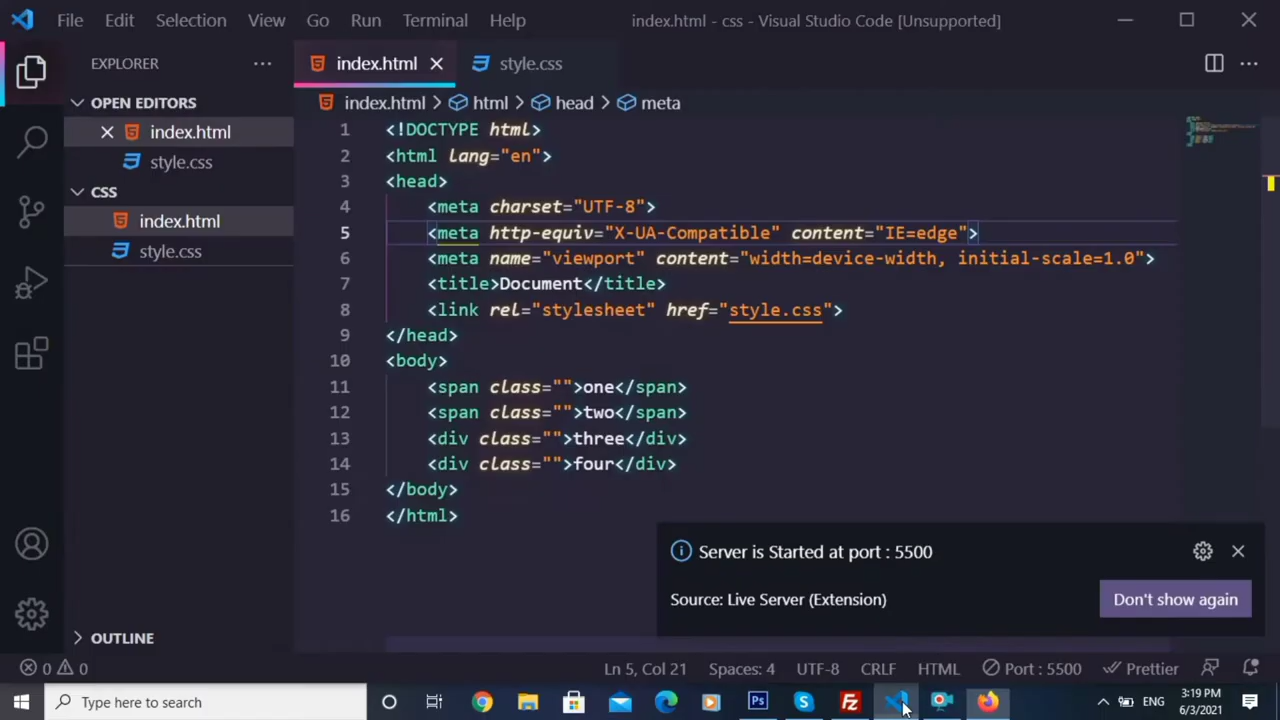 File Edit Selection View Go Run Terminal Help index.html - css - Visual Studio Code [Unsupported]
EXPLORER ...
index.html style.css
OPEN EDITORS
index.html > html > head > meta
index.html
style.css
CSS
index.html
style.css
OUTLINE
1 <!DOCTYPE html>
2 <html lang="en">
3 <head>
4 <meta charset="UTF-8">
5 <meta http-equiv="X-UA-Compatible" content="IE=edge">
6 <meta name="viewport" content="width=device-width, initial-scale=1.0">
7 <title>Document</title>
8 <link rel="stylesheet" href="style.css">
9 </head>
10 <body>
11 <span class="">one</span>
12 <span class="">two</span>
13 <div class="">three</div>
14 <div class="">four</div>
15 </body>
16 </html>
Server is Started at port : 5500
Source: Live Server (Extension) Don't show again
0 0 Ln 5, Col 21 Spaces: 4 UTF-8 CRLF HTML Port : 5500 Prettier
Type here to search Ps S Fz ENG 3:19 PM
6/3/2021